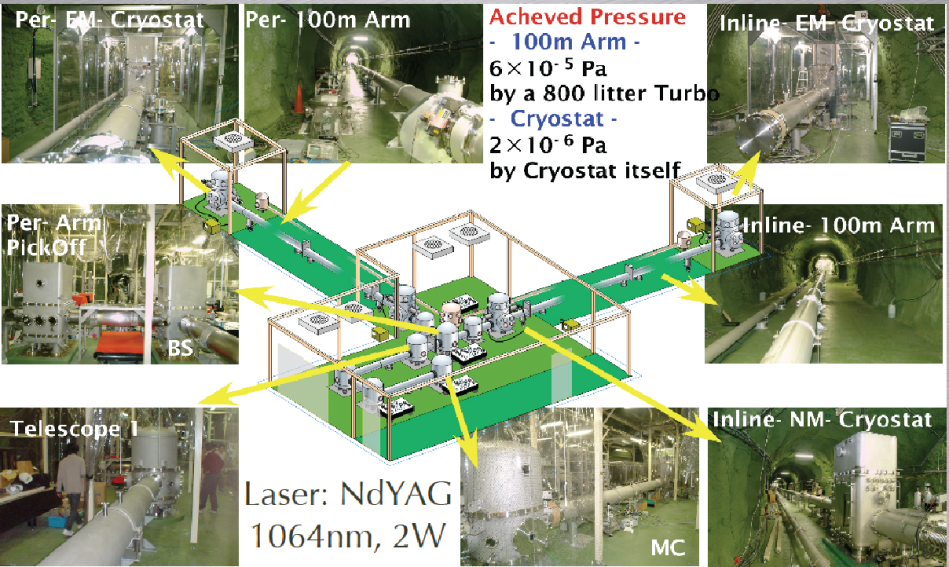 Per- EM- Cryostat
Per- 100m Arm
Acheved Pressure
- 100m Arm -
6×10⁻⁵ Pa
by a 800 litter Turbo
- Cryostat -
2×10⁻⁶ Pa
by Cryostat itself
Inline- EM- Cryostat
Per- Arm
PickOff
BS
Inline- 100m Arm
Telescope 1
Laser: NdYAG
1064nm, 2W
MC
Inline- NM- Cryostat